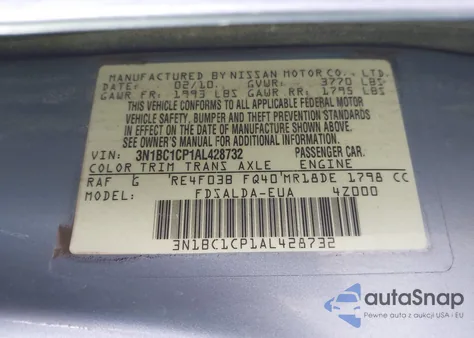 MANUFACTURED BY NISSAN MOTOR CO., LTD.
DATE: 02/10 GVWR: 3770 LBS
GAWR FR: 1993 LBS GAWR RR: 1795 LBS
THIS VEHICLE CONFORMS TO ALL APPLICABLE FEDERAL MOTOR
VEHICLE SAFETY, BUMPER, AND THEFT PREVENTION
STANDARDS IN EFFECT ON THE DATE OF MANUFACTURE SHOWN
ABOVE. SEE OWNER'S MANUAL FOR ADDITIONAL INFORMATION.
VIN: 3N1BC1CP1AL428732 PASSENGER CAR
COLOR TRIM TRANS AXLE ENGINE
RAF G RE4F03B FQ40 MR18DE 1798 CC
MODEL: FDSALDA-EUA 4Z000
3N1BC1CP1AL428732
autoSnap
Pewne auta z aukcji USA i EU